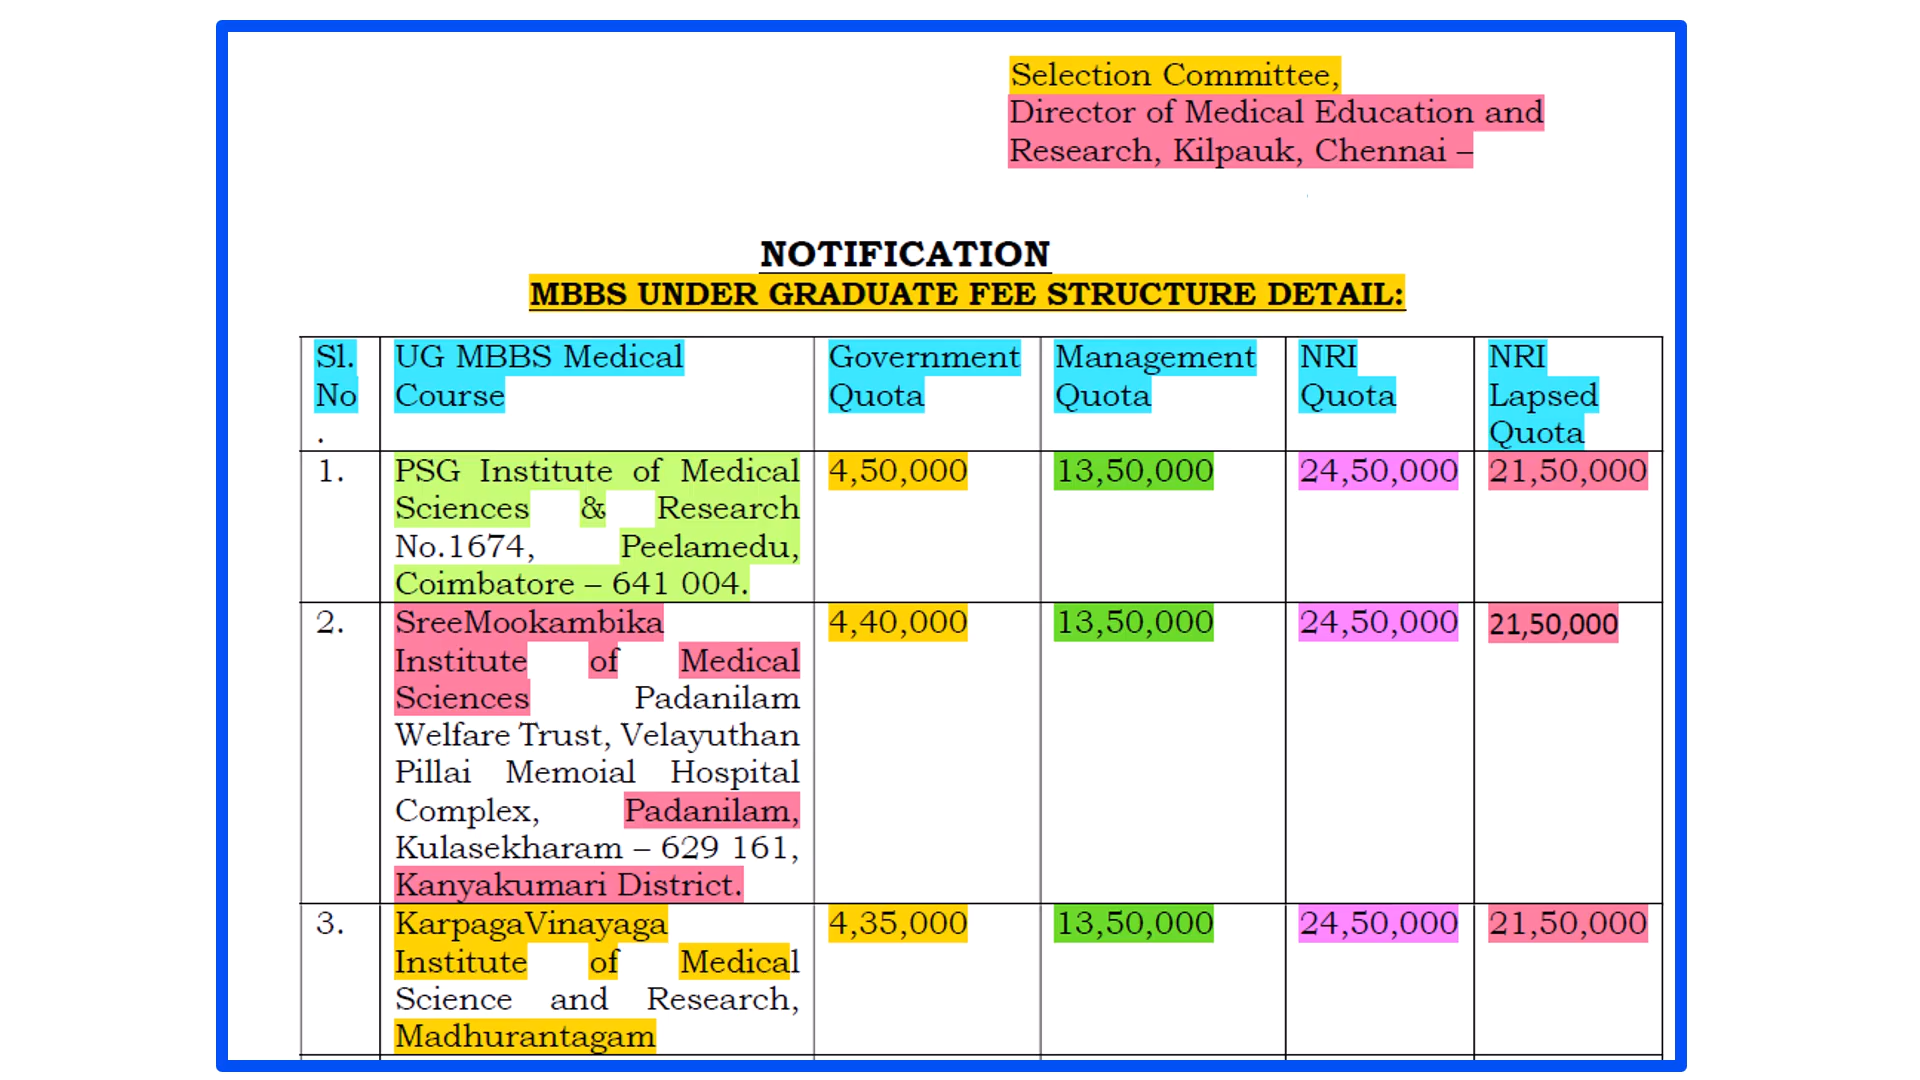 Selection Committee,
Director of Medical Education and
Research, Kilpauk, Chennai –
NOTIFICATION
MBBS UNDER GRADUATE FEE STRUCTURE DETAIL:
Sl. No . UG MBBS Medical Course Government Quota Management Quota NRI Quota NRI Lapsed Quota
1. PSG Institute of Medical 4,50,000 13,50,000 24,50,000 21,50,000
Sciences & Research
No.1674, Peelamedu,
Coimbatore – 641 004.
2. SreeMookambika 4,40,000 13,50,000 24,50,000 21,50,000
Institute of Medical
Sciences Padanilam
Welfare Trust, Velayuthan
Pillai Memoial Hospital
Complex, Padanilam,
Kulasekharam – 629 161,
Kanyakumari District.
3. KarpagaVinayaga 4,35,000 13,50,000 24,50,000 21,50,000
Institute of Medical
Science and Research,
Madhurantagam